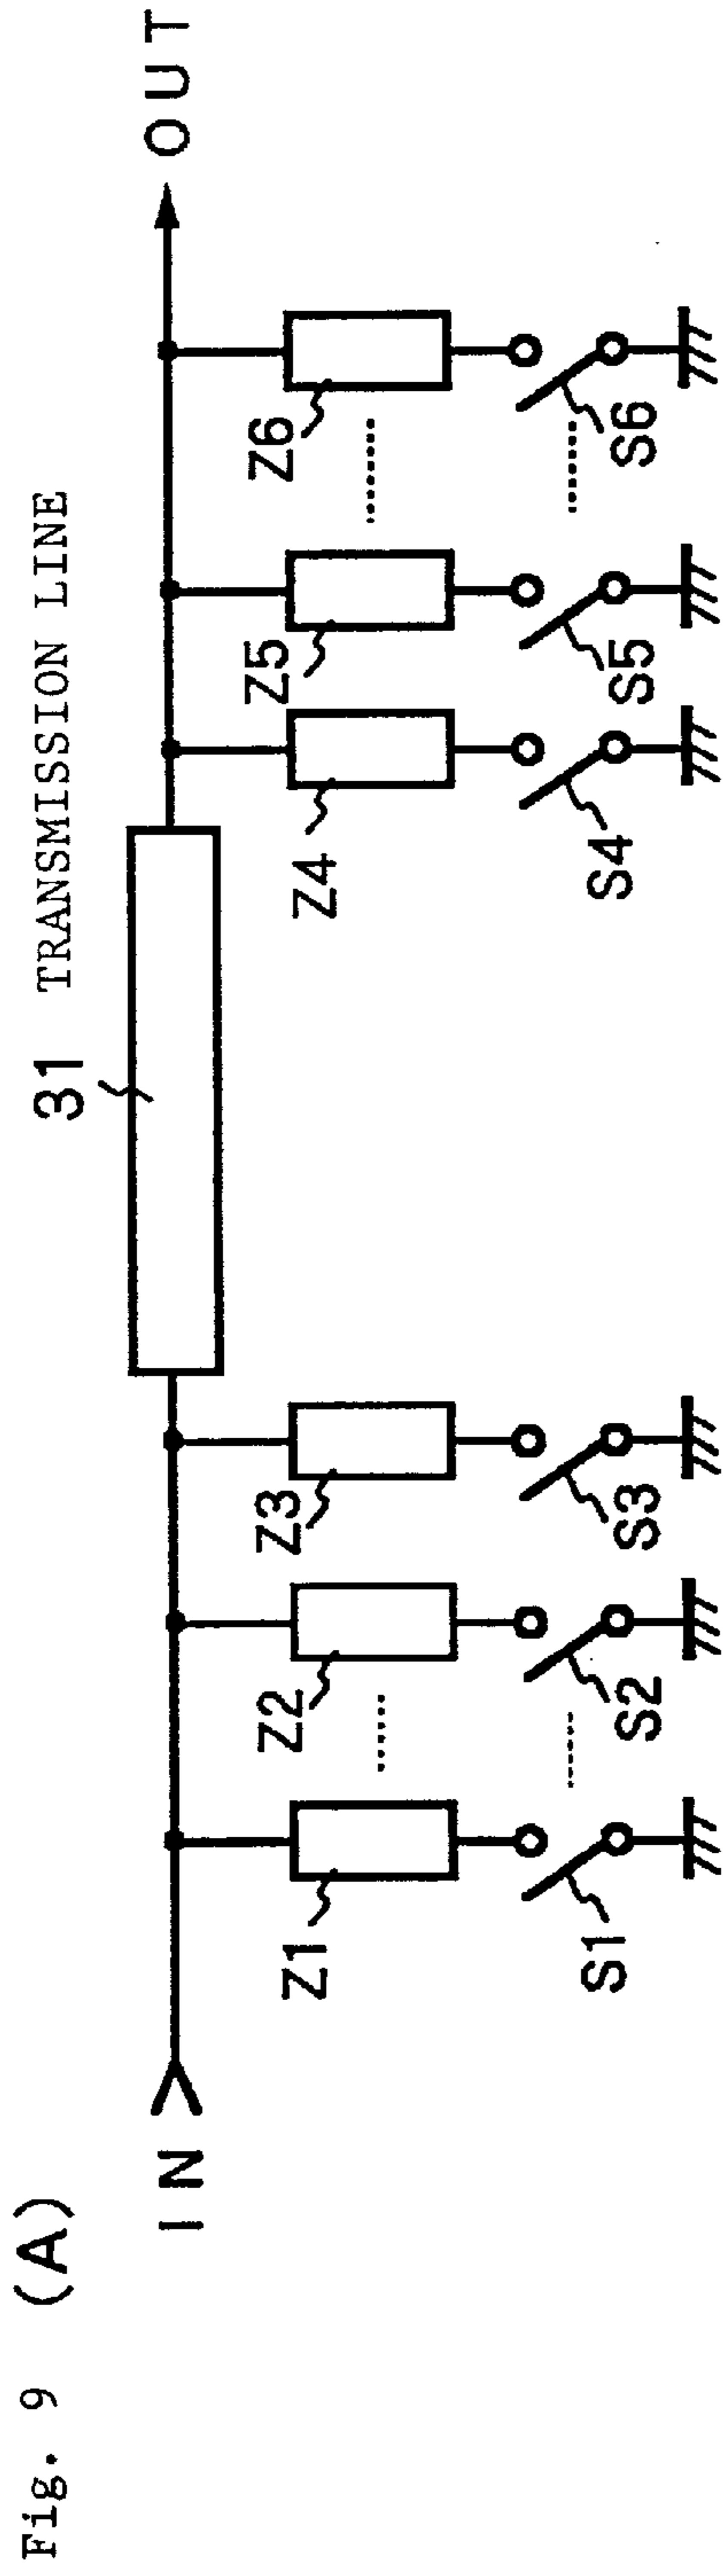 Fig. 9 (A)
31 TRANSMISSION LINE
IN
OUT
Z1
Z2
Z3
Z4
Z5
Z6
S1
S2
S3
S4
S5
S6